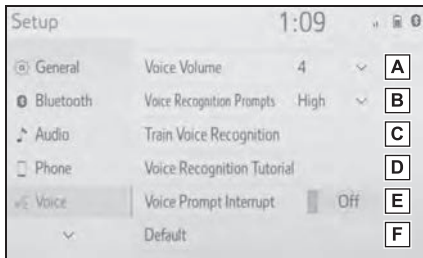 Setup 1:09
General Voice Volume 4 A
Bluetooth Voice Recognition Prompts High B
Audio Train Voice Recognition C
Phone Voice Recognition Tutorial D
Voice Voice Prompt Interrupt Off E
Default F